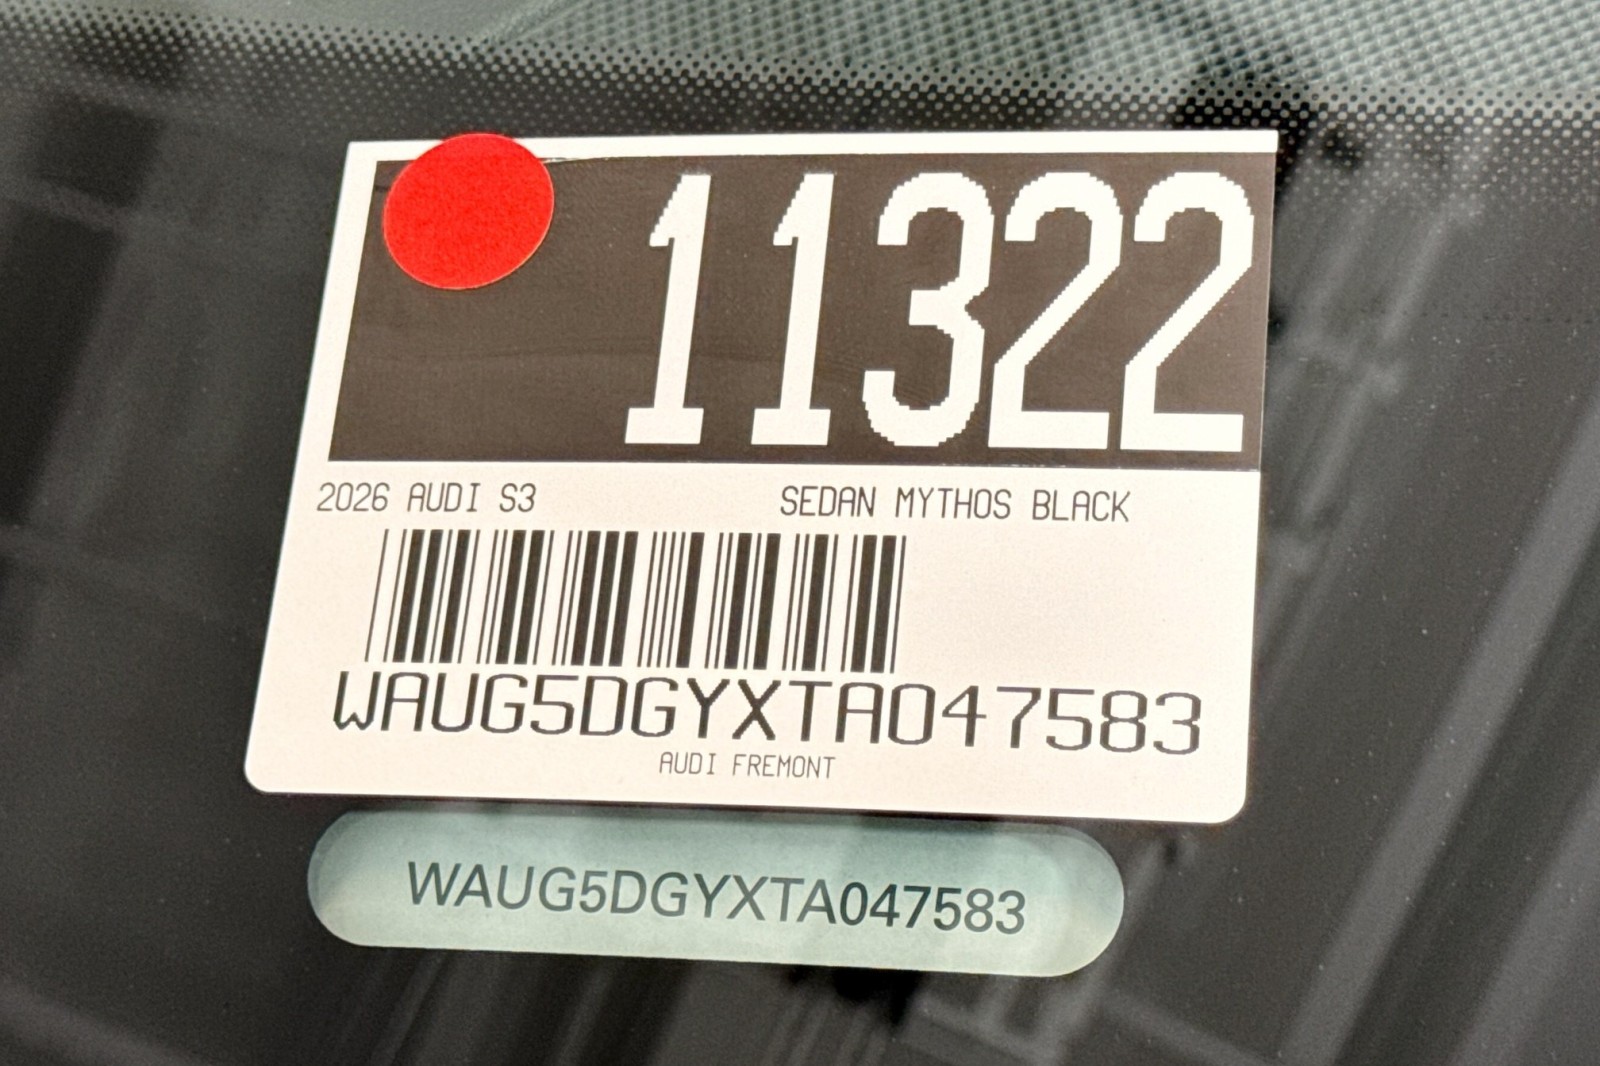 11322
2026 AUDI S3 SEDAN MYTHOS BLACK
WAUG5DGYXTA047583
AUDI FREMONT
WAUG5DGYXTA047583